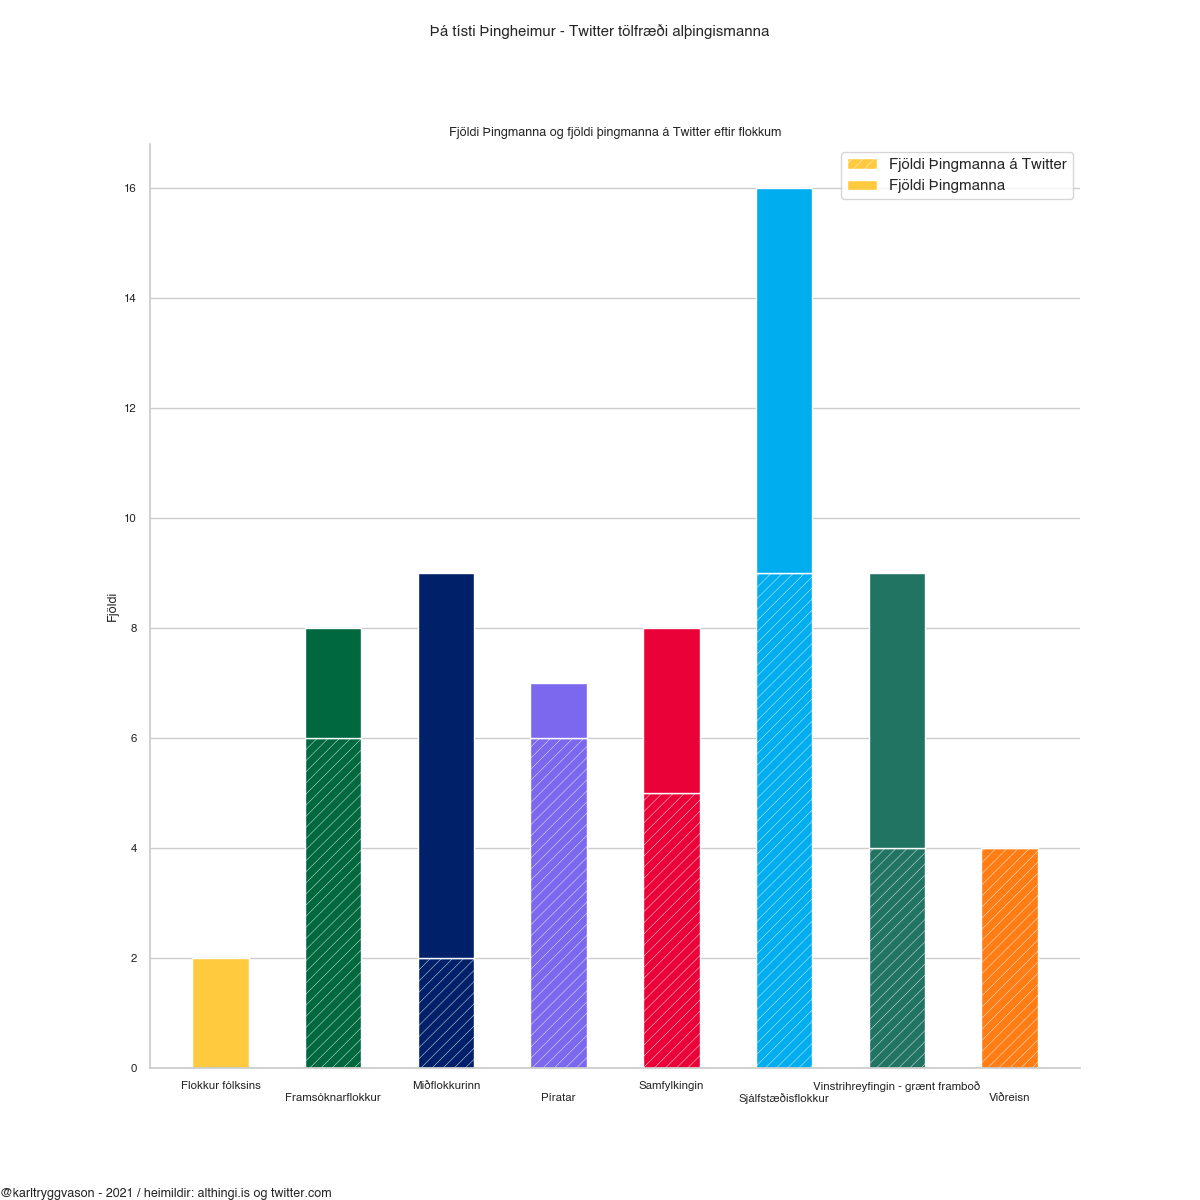 Þá tísti Þingheimur - Twitter tölfræði alþingismanna
Fjöldi Þingmanna og fjöldi þingmanna á Twitter eftir flokkum
Fjöldi Þingmanna á Twitter
Fjöldi Þingmanna
16
14
12
10
8
6
4
2
0
Fjöldi
Flokkur fólksins
Framsóknarflokkur
Miðflokkurinn
Píratar
Samfylkingin
Sjálfstæðisflokkur
Vinstrihreyfingin - grænt framboð
Viðreisn
@karltryggvason - 2021 / heimildir: althingi.is og twitter.com